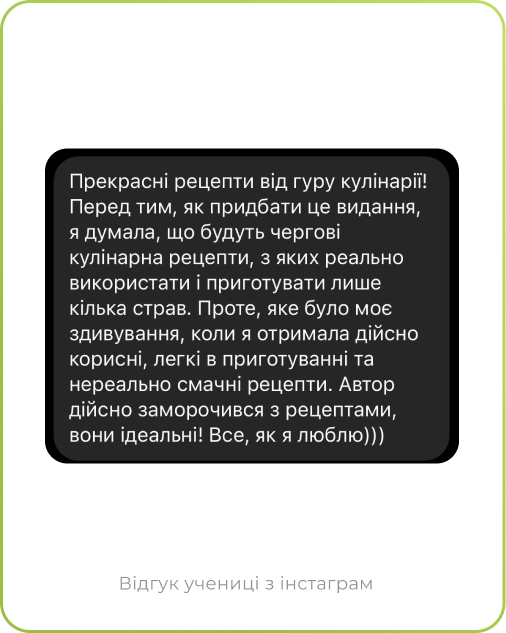 Прекрасні рецепти від гуру кулінарії!
Перед тим, як придбати це видання,
я думала, що будуть чергові
кулінарна рецепти, з яких реально
використати і приготувати лише
кілька страв. Проте, яке було моє
здивування, коли я отримала дійсно
корисні, легкі в приготуванні та
нереально смачні рецепти. Автор
дійсно заморочився з рецептами,
вони ідеальні! Все, як я люблю)))
Відгук учениці з інстаграм